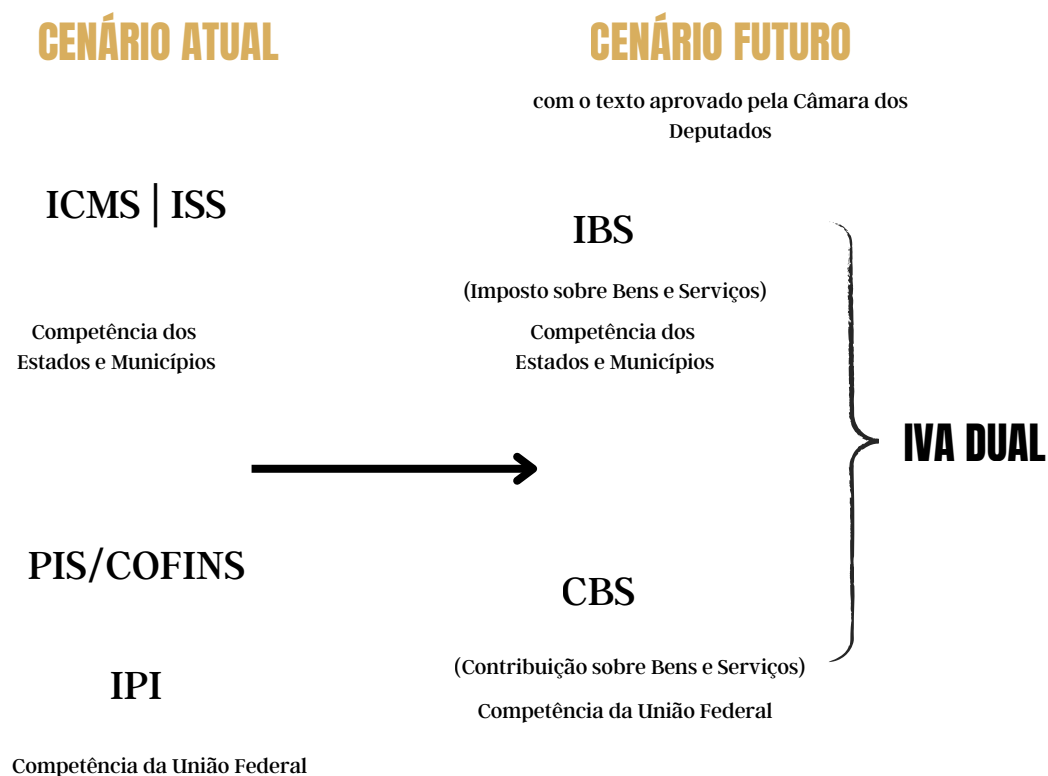 CENÁRIO ATUAL
ICMS | ISS
Competência dos
Estados e Municípios
PIS/COFINS
IPI
Competência da União Federal
CENÁRIO FUTURO
com o texto aprovado pela Câmara dos
Deputados
IBS
(Imposto sobre Bens e Serviços)
Competência dos
Estados e Municípios
CBS
(Contribuição sobre Bens e Serviços)
Competência da União Federal
IVA DUAL